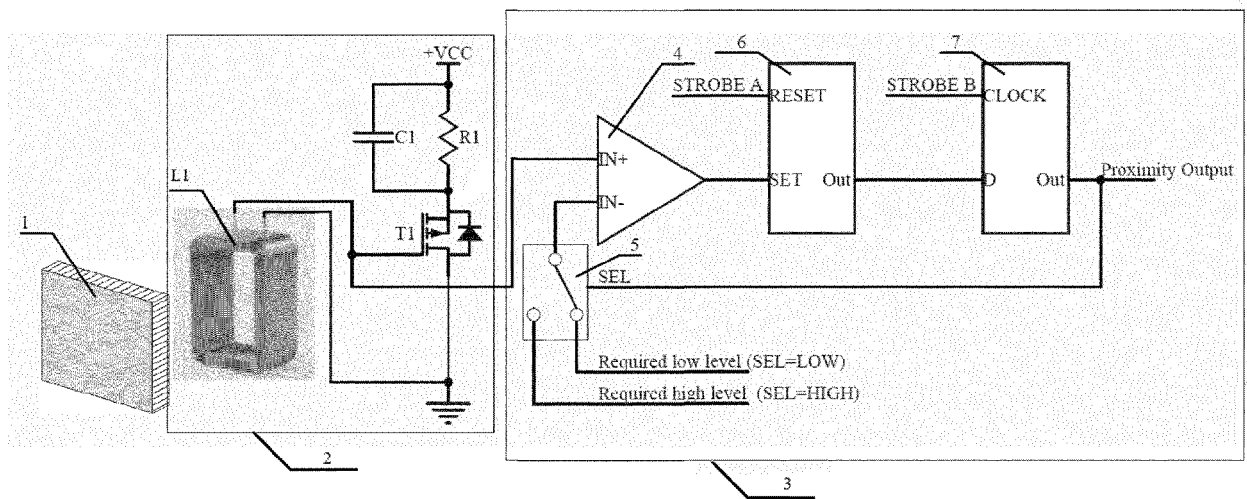 +VCC
C1
R1
L1
T1
1
2
3
4
5
6
7
STROBE A
RESET
STROBE B
CLOCK
IN+
IN-
SET
Out
D
Out
Proximity Output
SEL
Required low level (SEL=LOW)
Required high level (SEL=HIGH)